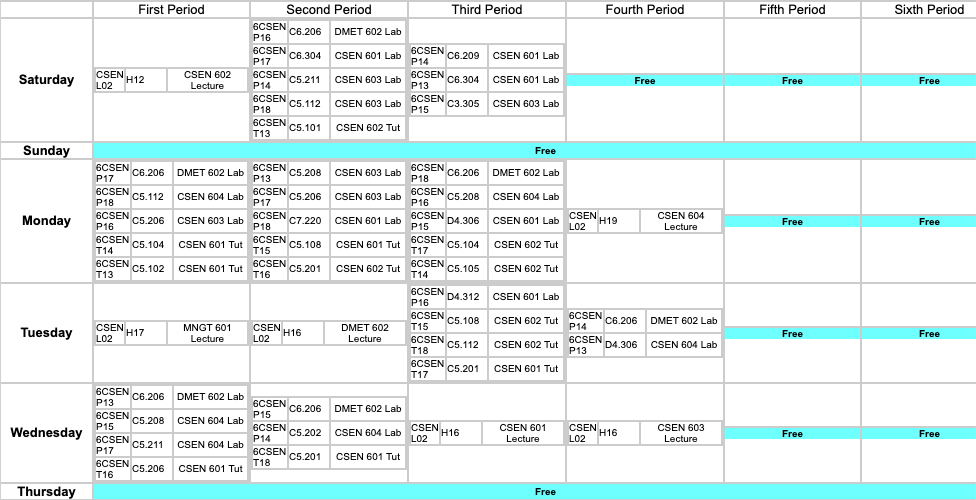 First Period Second Period Third Period Fourth Period Fifth Period Sixth Period
Saturday
CSEN L02 H12 CSEN 602 Lecture
6CSEN P16 C6.206 DMET 602 Lab
6CSEN P17 C6.304 CSEN 601 Lab
6CSEN P14 C5.211 CSEN 603 Lab
6CSEN P18 C5.112 CSEN 603 Lab
6CSEN T13 C5.101 CSEN 602 Tut
6CSEN P14 C6.209 CSEN 601 Lab
6CSEN P13 C6.304 CSEN 601 Lab
6CSEN P15 C3.305 CSEN 603 Lab
Free
Free
Free
Sunday
Free
Monday
6CSEN P17 C6.206 DMET 602 Lab
6CSEN P18 C5.112 CSEN 604 Lab
6CSEN P16 C5.206 CSEN 603 Lab
6CSEN T14 C5.104 CSEN 601 Tut
6CSEN T13 C5.102 CSEN 601 Tut
6CSEN P13 C5.208 CSEN 603 Lab
6CSEN P17 C5.206 CSEN 603 Lab
6CSEN P18 C7.220 CSEN 601 Lab
6CSEN T15 C5.108 CSEN 601 Tut
6CSEN T16 C5.201 CSEN 602 Tut
6CSEN P18 C6.206 DMET 602 Lab
6CSEN P16 C5.208 CSEN 604 Lab
6CSEN P15 D4.306 CSEN 601 Lab
6CSEN T17 C5.104 CSEN 602 Tut
6CSEN T14 C5.105 CSEN 602 Tut
CSEN L02 H19 CSEN 604 Lecture
Free
Free
Tuesday
CSEN L02 H17 MNGT 601 Lecture
CSEN L02 H16 DMET 602 Lecture
6CSEN P16 D4.312 CSEN 601 Lab
6CSEN T15 C5.108 CSEN 602 Tut
6CSEN T18 C5.112 CSEN 602 Tut
6CSEN T17 C5.201 CSEN 601 Tut
6CSEN P14 C6.206 DMET 602 Lab
6CSEN P13 D4.306 CSEN 604 Lab
Free
Free
Wednesday
6CSEN P13 C6.206 DMET 602 Lab
6CSEN P15 C5.208 CSEN 604 Lab
6CSEN P17 C5.211 CSEN 604 Lab
6CSEN T16 C5.206 CSEN 601 Tut
6CSEN P15 C6.206 DMET 602 Lab
6CSEN P14 C5.202 CSEN 604 Lab
6CSEN T18 C5.201 CSEN 601 Tut
CSEN L02 H16 CSEN 601 Lecture
CSEN L02 H16 CSEN 603 Lecture
Free
Free
Thursday
Free